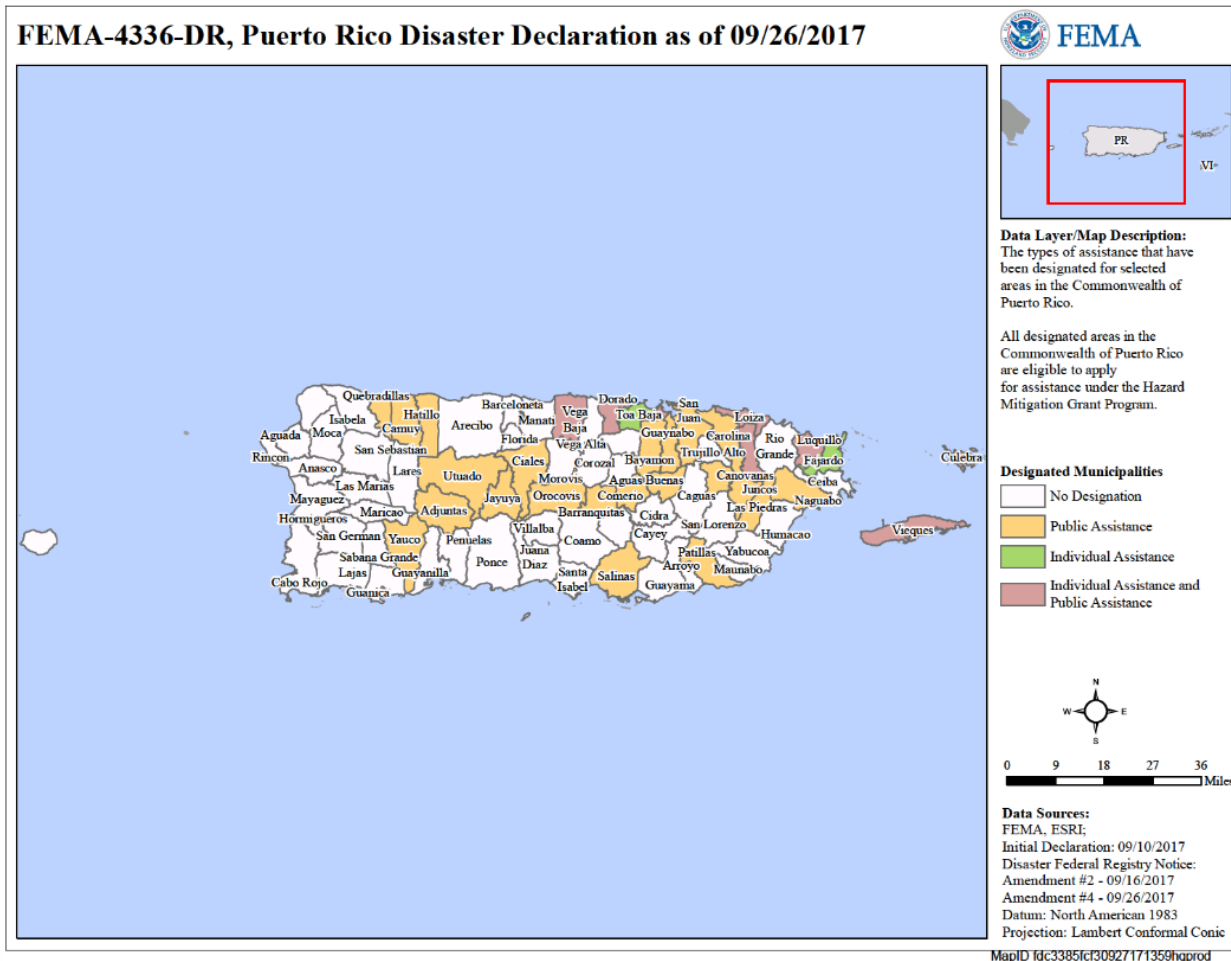 FEMA-4336-DR, Puerto Rico Disaster Declaration as of 09/26/2017
FEMA
PR
VI
Data Layer/Map Description:
The types of assistance that have
been designated for selected
areas in the Commonwealth of
Puerto Rico.
All designated areas in the
Commonwealth of Puerto Rico
are eligible to apply
for assistance under the Hazard
Mitigation Grant Program.
Designated Municipalities
No Designation
Public Assistance
Individual Assistance
Individual Assistance and
Public Assistance
N
W
E
S
0 9 18 27 36
Miles
Data Sources:
FEMA, ESRI;
Initial Declaration: 09/10/2017
Disaster Federal Registry Notice:
Amendment #2 - 09/16/2017
Amendment #4 - 09/26/2017
Datum: North American 1983
Projection: Lambert Conformal Conic
MapID fdc3385fcf30927171359hqprod
Quebradillas
Isabela
Hatillo
Camuy
Aguada
Moca
Rincon
San Sebastian
Anasco
Lares
Las Marias
Mayaguez
Maricao
Hormigueros
San German
Sabana Grande
Cabo Rojo
Lajas
Guanica
Yauco
Guayanilla
Arecibo
Barceloneta
Manati
Florida
Utuado
Adjuntas
Jayuya
Ciales
Morovis
Orocovis
Vega
Baja
Vega Alta
Corozal
Dorado
Toa Baja
Bayamon
Guaynabo
San
Juan
Carolina
Trujillo Alto
Loiza
Rio
Grande
Luquillo
Fajardo
Ceiba
Canovanas
Juncos
Naguabo
Las Piedras
Humacao
Aguas Buenas
Comerio
Caguas
Barranquitas
Cidra
Cayey
San Lorenzo
Penuelas
Ponce
Villalba
Juana
Diaz
Coamo
Santa
Isabel
Salinas
Guayama
Arroyo
Patillas
Yabucoa
Maunabo
Culebra
Vieques